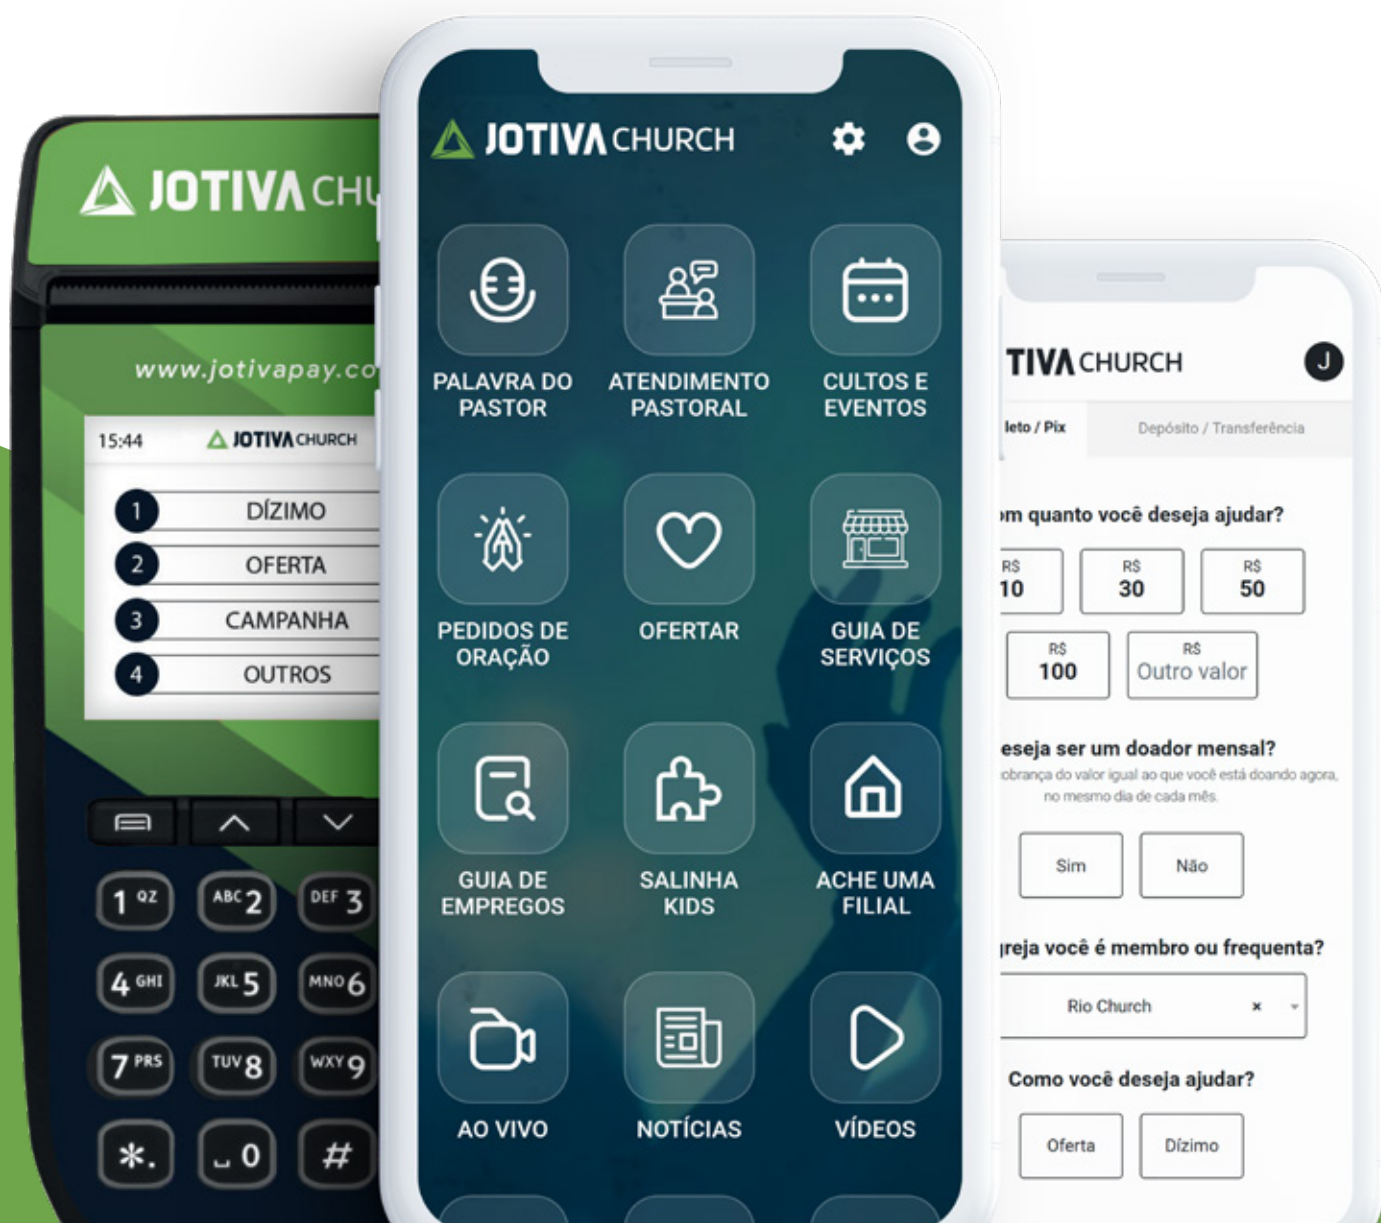 JOTIVA CHU
www.jotivapay.co
15:44
JOTIVA CHURCH
1 DÍZIMO
2 OFERTA
3 CAMPANHA
4 OUTROS
1 QZ
ABC 2
DEF 3
4 GHI
JKL 5
MNO 6
7 PRS
TUV 8
WXY 9
*.
0
#
JOTIVA CHURCH
PALAVRA DO
PASTOR
ATENDIMENTO
PASTORAL
CULTOS E
EVENTOS
PEDIDOS DE
ORAÇÃO
OFERTAR
GUIA DE
SERVIÇOS
GUIA DE
EMPREGOS
SALINHA
KIDS
ACHE UMA
FILIAL
AO VIVO
NOTÍCIAS
VÍDEOS
TIVA CHURCH
J
leto / Pix
Depósito / Transferência
om quanto você deseja ajudar?
R$
10
R$
30
R$
50
R$
100
R$
Outro valor
eseja ser um doador mensal?
obrança do valor igual ao que você está doando agora,
no mesmo dia de cada mês.
Sim
Não
greja você é membro ou frequenta?
Rio Church
Como você deseja ajudar?
Oferta
Dízimo